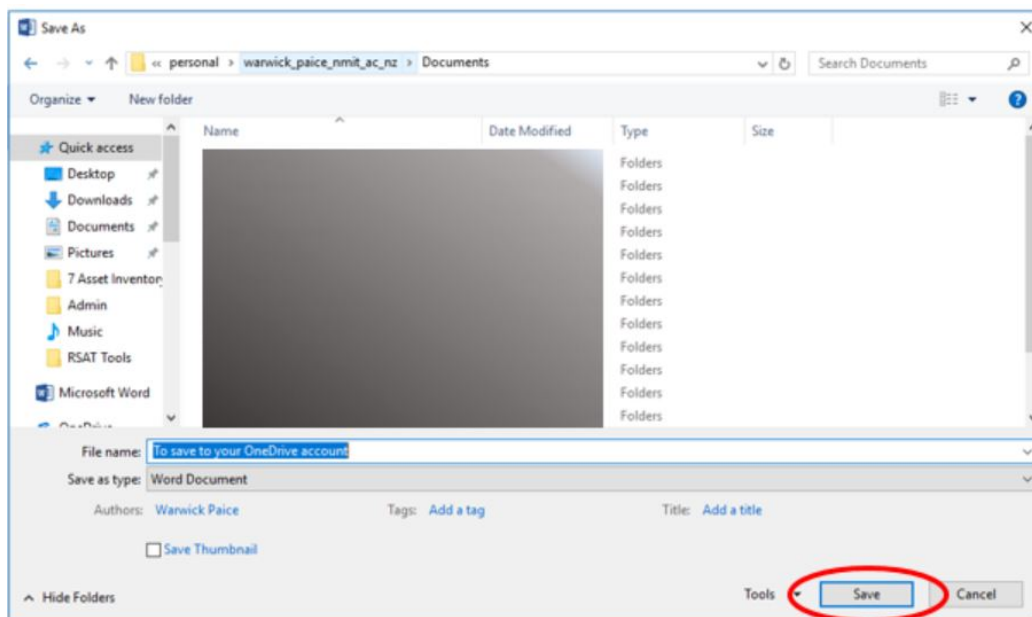 Save As
« personal › warwick_paice_nmit_ac_nz › Documents
Search Documents
Organize
New folder
Name
Date Modified
Type
Size
Quick access
Desktop
Downloads
Documents
Pictures
7 Asset Inventor
Admin
Music
RSAT Tools
Microsoft Word
OneDrive
Folders
Folders
Folders
Folders
Folders
Folders
Folders
Folders
Folders
Folders
Folders
Folders
File name: To save to your OneDrive account
Save as type: Word Document
Authors: Warwick Paice
Tags: Add a tag
Title: Add a title
Save Thumbnail
Hide Folders
Tools
Save
Cancel